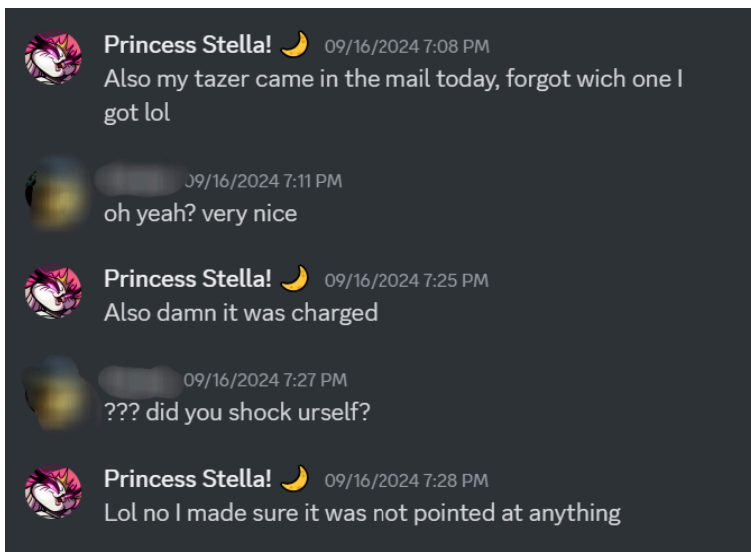 Princess Stella! 🌙 09/16/2024 7:08 PM
Also my tazer came in the mail today, forgot wich one I
got lol
09/16/2024 7:11 PM
oh yeah? very nice
Princess Stella! 🌙 09/16/2024 7:25 PM
Also damn it was charged
09/16/2024 7:27 PM
??? did you shock urself?
Princess Stella! 🌙 09/16/2024 7:28 PM
Lol no I made sure it was not pointed at anything